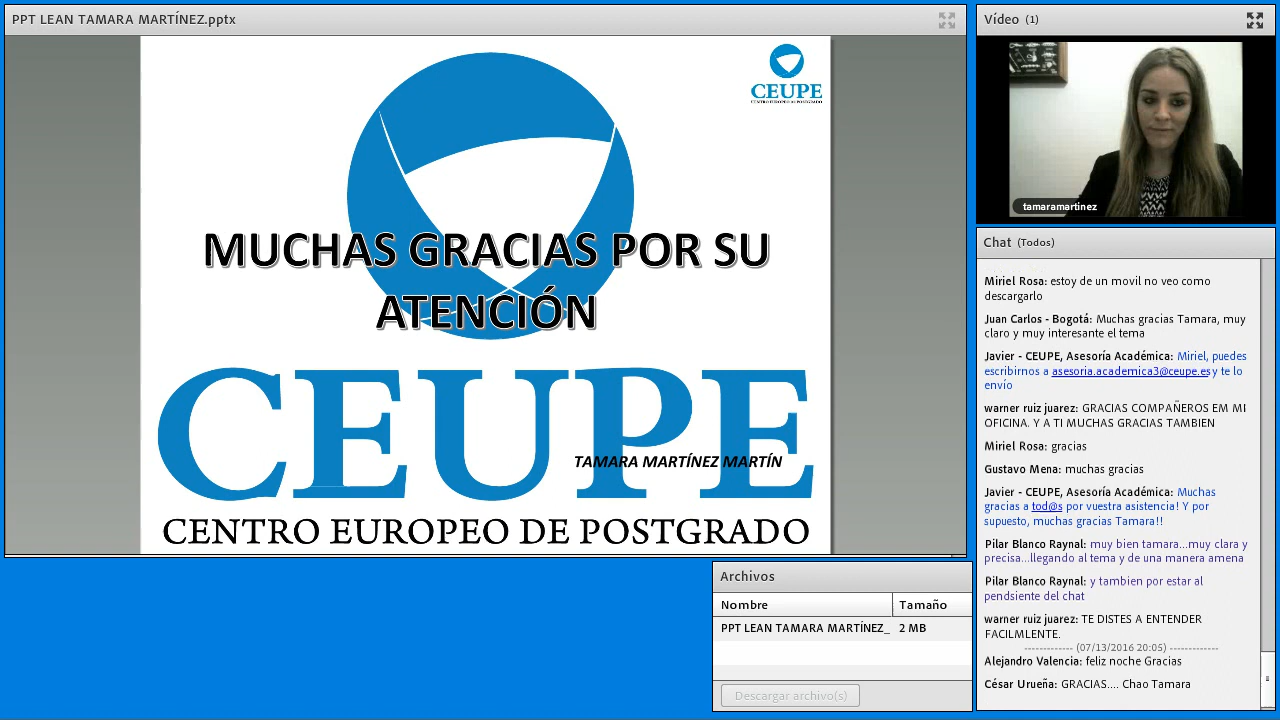 PPT LEAN TAMARA MARTÍNEZ.pptx
CEUPE
CENTRO EUROPEO DE POSTGRADO
MUCHAS GRACIAS POR SU
ATENCIÓN
CEUPE
TAMARA MARTÍNEZ MARTÍN
CENTRO EUROPEO DE POSTGRADO
Vídeo (1)
tamaramartinez
Chat (Todos)
Miriel Rosa: estoy de un movil no veo como
descargarlo
Juan Carlos - Bogotá: Muchas gracias Tamara, muy
claro y muy interesante el tema
Javier - CEUPE, Asesoría Académica: Miriel, puedes
escribirnos a asesoria.academica3@ceupe.es y te lo
envío
warner ruiz juarez: GRACIAS COMPAÑEROS EM MI
OFICINA. Y A TI MUCHAS GRACIAS TAMBIEN
Miriel Rosa: gracias
Gustavo Mena: muchas gracias
Javier - CEUPE, Asesoría Académica: Muchas
gracias a tod@s por vuestra asistencia! Y por
supuesto, muchas gracias Tamara!!
Pilar Blanco Raynal: muy bien tamara...muy clara y
precisa...llegando al tema y de una manera amena
Pilar Blanco Raynal: y tambien por estar al
pendsiente del chat
warner ruiz juarez: TE DISTES A ENTENDER
FACILMLENTE.
------------- (07/13/2016 20:05) -------------
Alejandro Valencia: feliz noche Gracias
César Urueña: GRACIAS.... Chao Tamara
Archivos
Nombre Tamaño
PPT LEAN TAMARA MARTÍNEZ_ 2 MB
Descargar archivo(s)